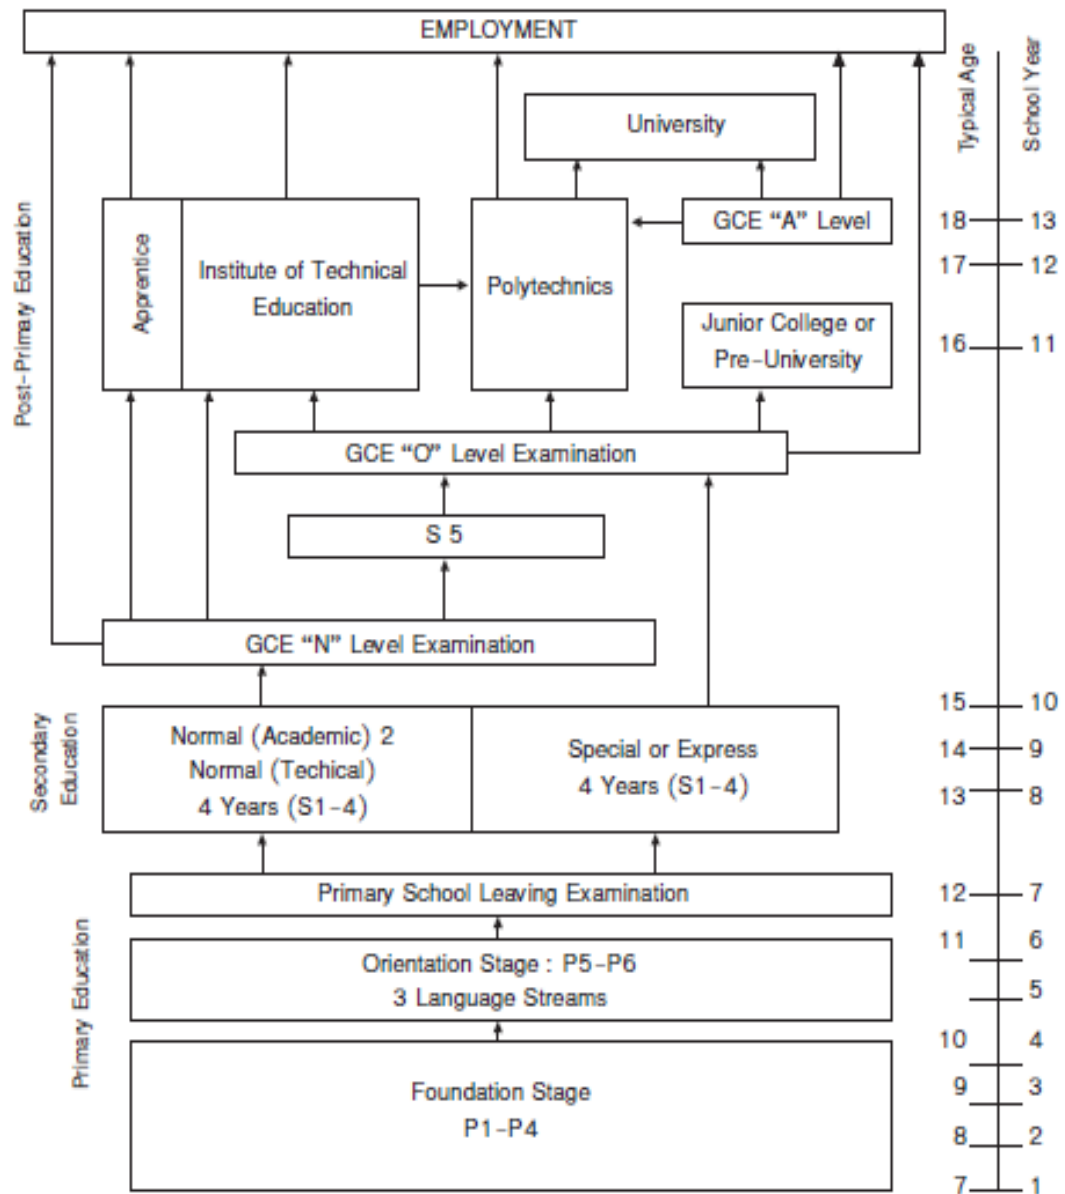 EMPLOYMENT
Typical Age
School Year
University
Post-Primary Education
Apprentice
Institute of Technical
Education
Polytechnics
GCE “A” Level
18
13
17
12
Junior College or
Pre-University
16
11
GCE “O” Level Examination
S 5
GCE “N” Level Examination
Secondary
Education
Normal (Academic) 2
Normal (Techical)
4 Years (S1-4)
Special or Express
4 Years (S1-4)
15
10
14
9
13
8
Primary School Leaving Examination
12
7
Primary Education
Orientation Stage : P5-P6
3 Language Streams
11
6
5
Foundation Stage
P1-P4
10
4
9
3
8
2
7
1